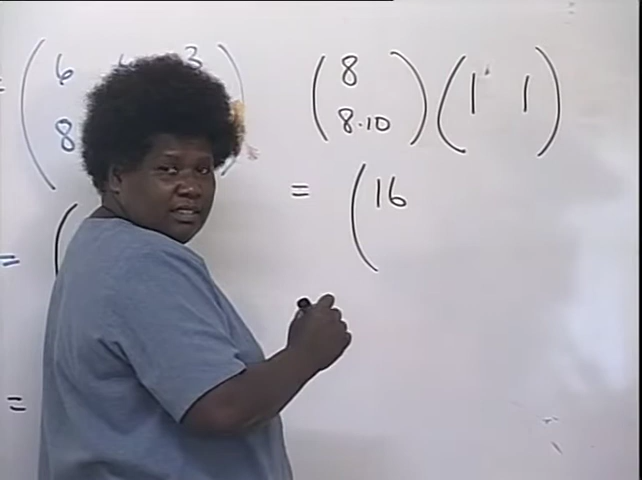 6 3 ) ( 8 ) ( 1 1 )
8 ( 8·10
= ( 16
=
=